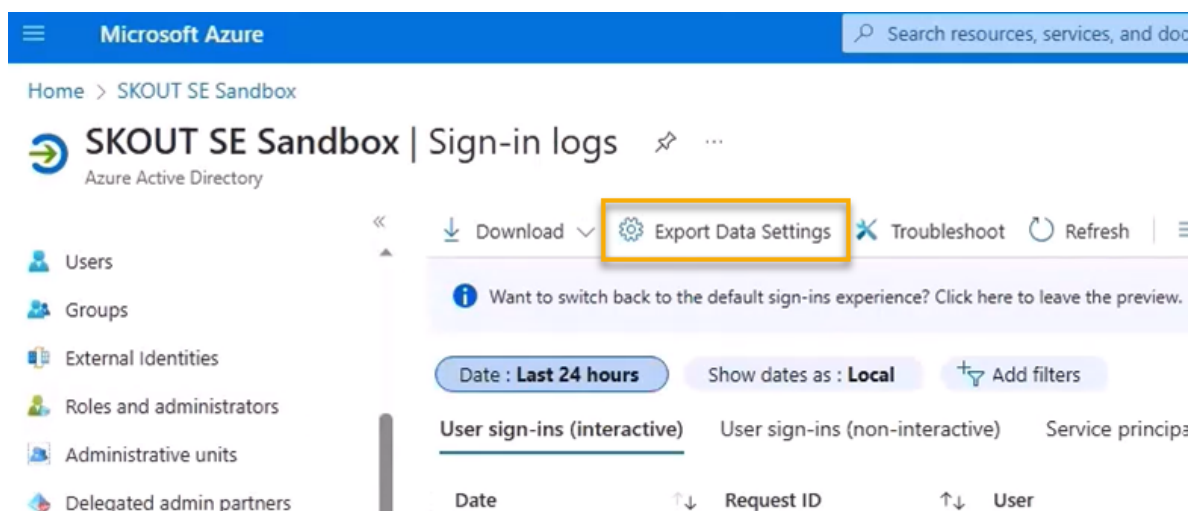 Microsoft Azure
Search resources, services, and doc
Home > SKOUT SE Sandbox
SKOUT SE Sandbox | Sign-in logs ...
Azure Active Directory
«
Download Export Data Settings Troubleshoot Refresh
Users
Want to switch back to the default sign-ins experience? Click here to leave the preview.
Groups
External Identities
Date : Last 24 hours Show dates as : Local Add filters
Roles and administrators
User sign-ins (interactive) User sign-ins (non-interactive) Service principa
Administrative units
Delegated admin partners
Date ↑↓ Request ID ↑↓ User